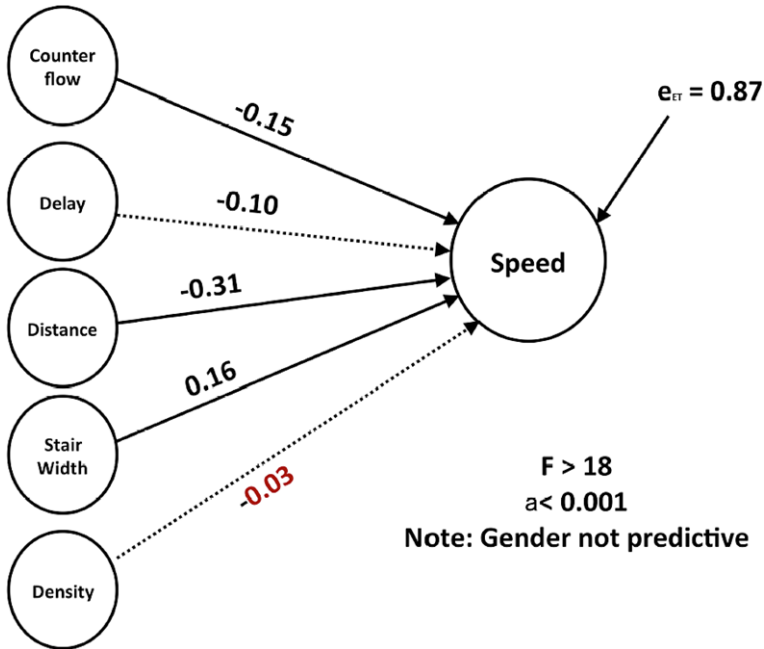 Counter
flow
-0.15
eET = 0.87
Delay
-0.10
Speed
Distance
-0.31
0.16
Stair
Width
-0.03
F > 18
a< 0.001
Note: Gender not predictive
Density